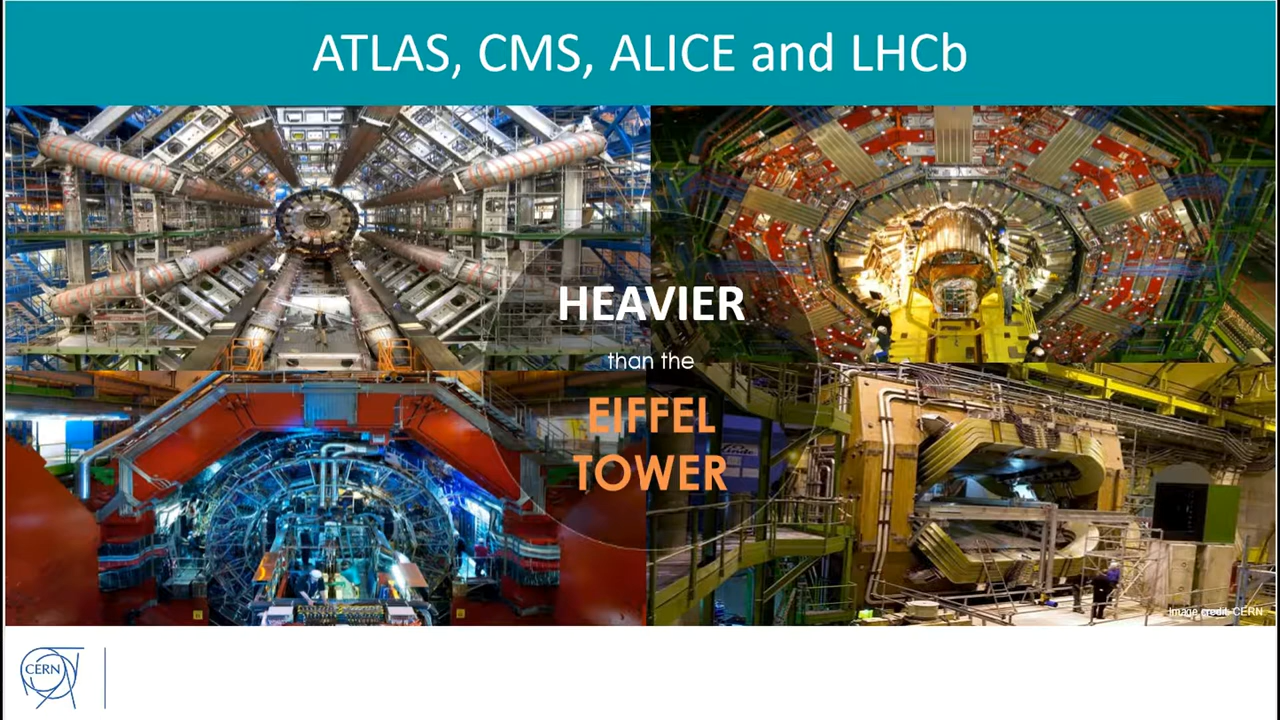 ATLAS, CMS, ALICE and LHCb
HEAVIER
than the
EIFFEL
TOWER
Image credit: CERN
CERN